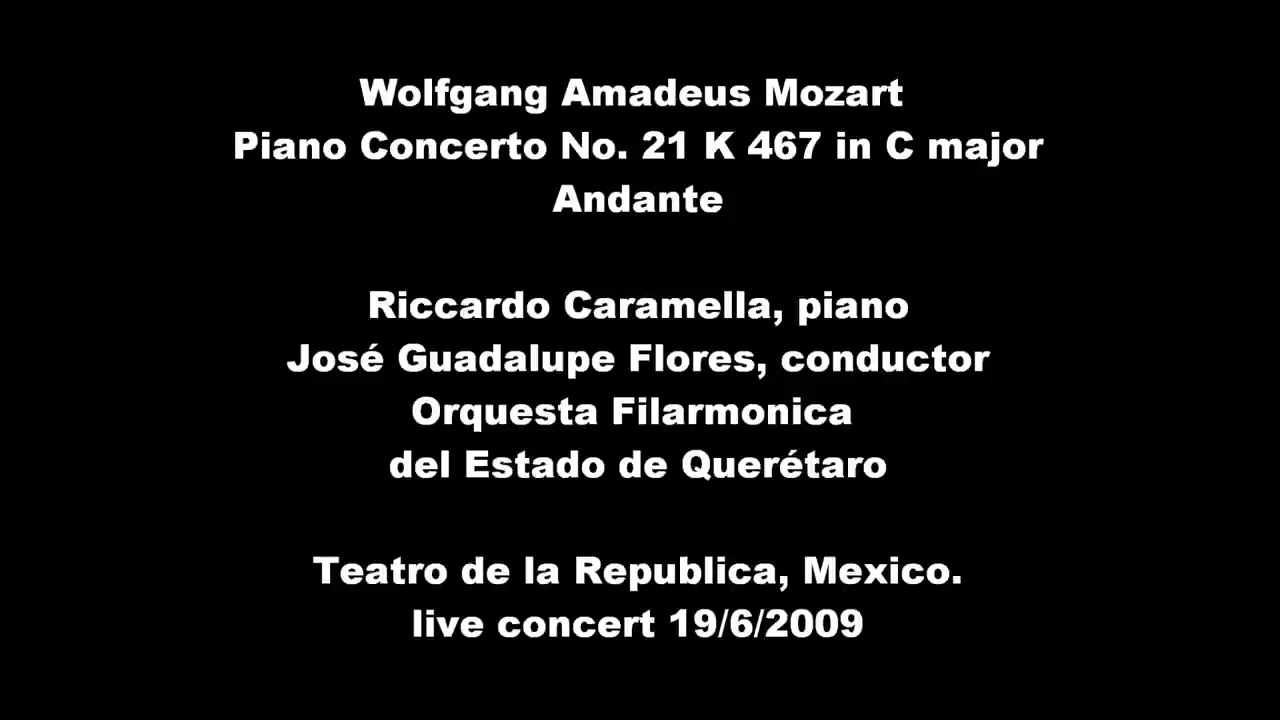 Wolfgang Amadeus Mozart
Piano Concerto No. 21 K 467 in C major
Andante
Riccardo Caramella, piano
José Guadalupe Flores, conductor
Orquesta Filarmonica
del Estado de Querétaro
Teatro de la Republica, Mexico.
live concert 19/6/2009